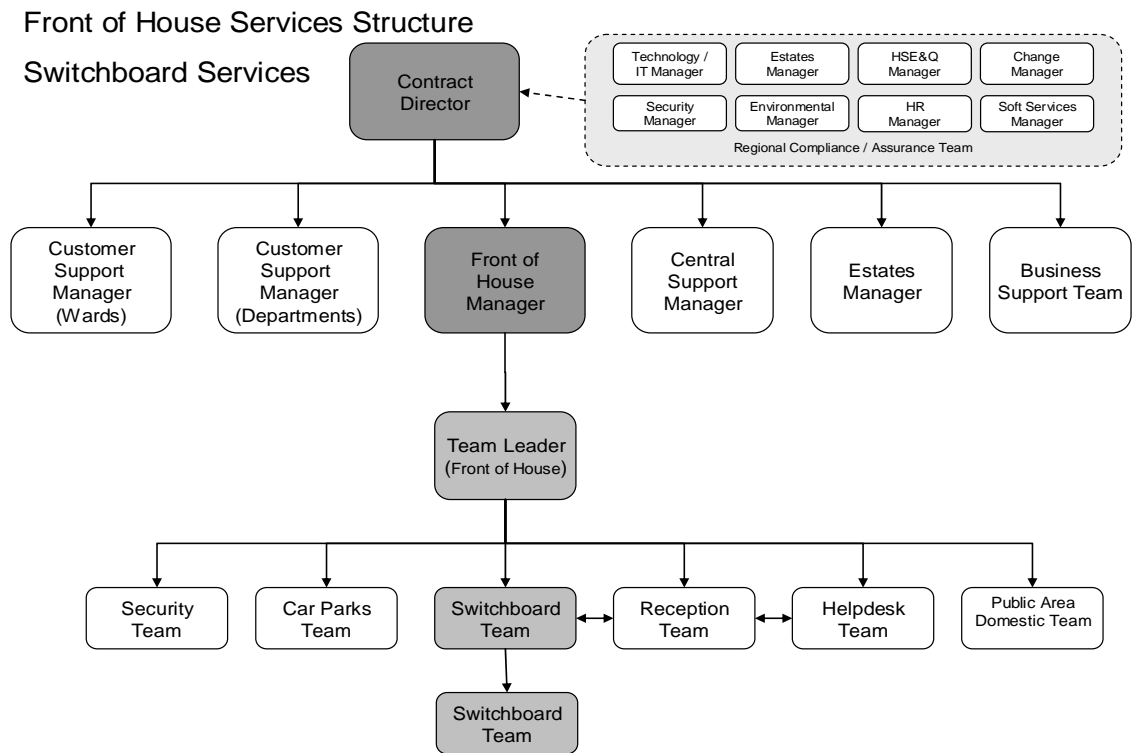 Front of House Services Structure
Switchboard Services
Contract
Director
Technology /
IT Manager
Estates
Manager
HSE&Q
Manager
Change
Manager
Security
Manager
Environmental
Manager
HR
Manager
Soft Services
Manager
Regional Compliance / Assurance Team
Customer
Support
Manager
(Wards)
Customer
Support
Manager
(Departments)
Front of
House
Manager
Central
Support
Manager
Estates
Manager
Business
Support Team
Team Leader
(Front of House)
Security
Team
Car Parks
Team
Switchboard
Team
Reception
Team
Helpdesk
Team
Public Area
Domestic Team
Switchboard
Team